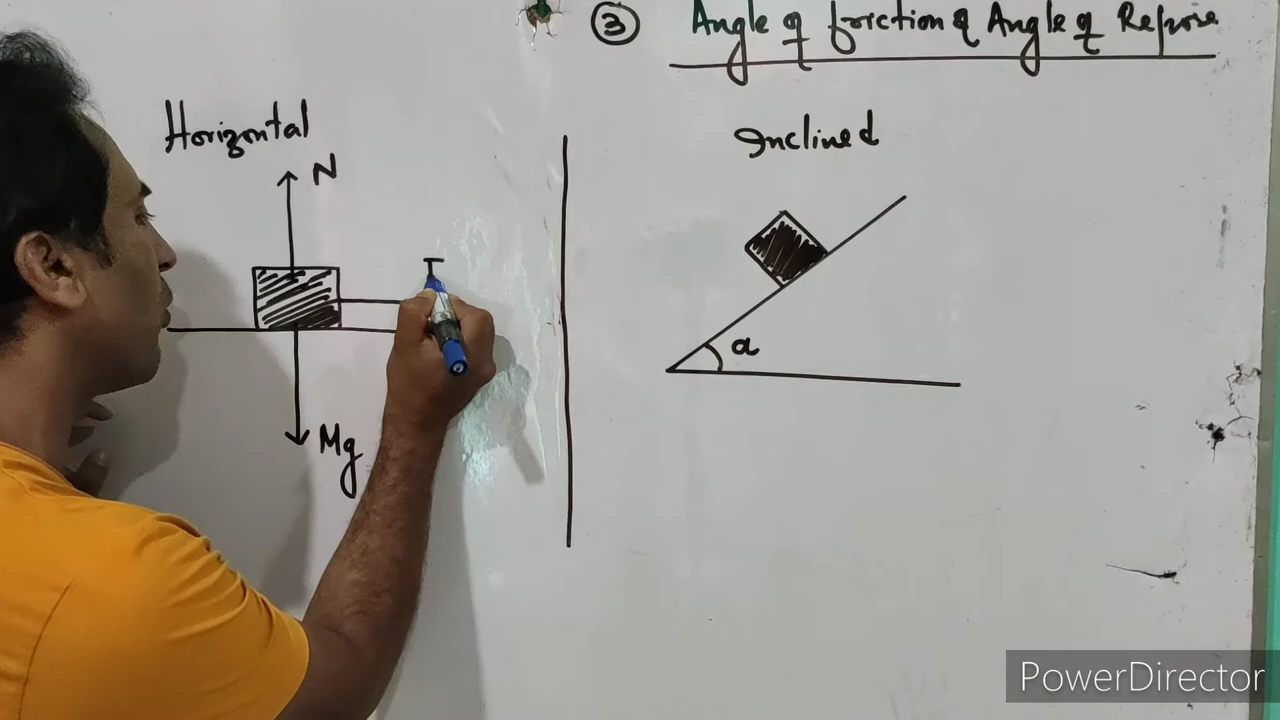 ③ Angle of friction & Angle of Repose
Horizontal
Inclined
N
α
Mg
PowerDirector